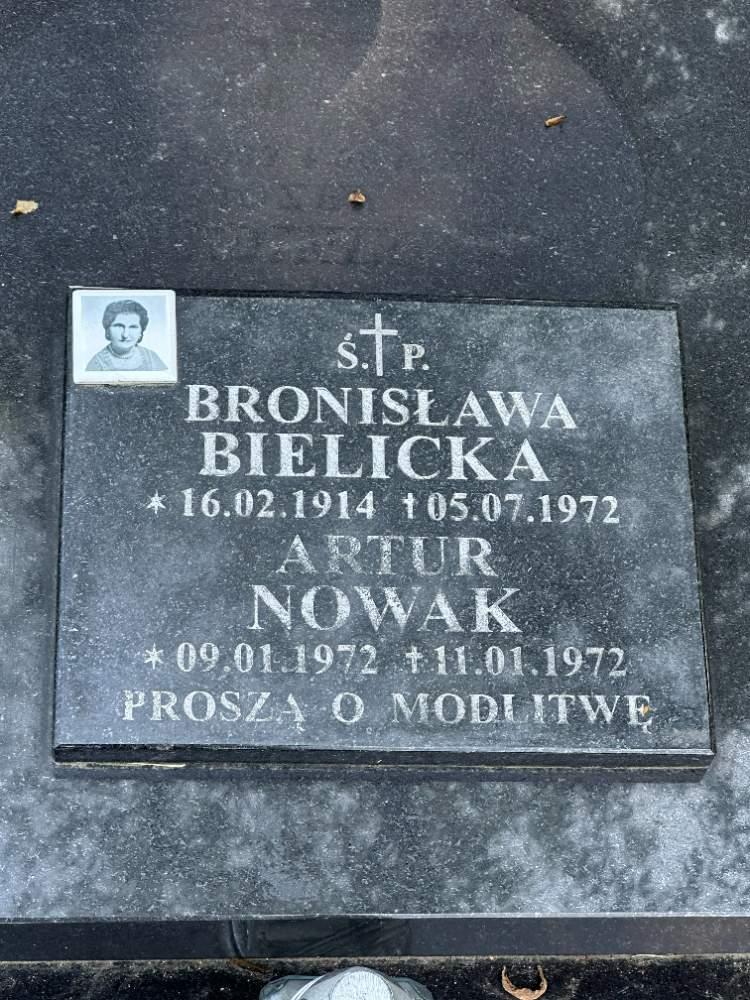 Ś. P.
BRONISŁAWA
BIELICKA
* 16.02.1914 † 05.07.1972
ARTUR
NOWAK
* 09.01.1972 † 11.01.1972
PROSZĄ O MODLITWĘ